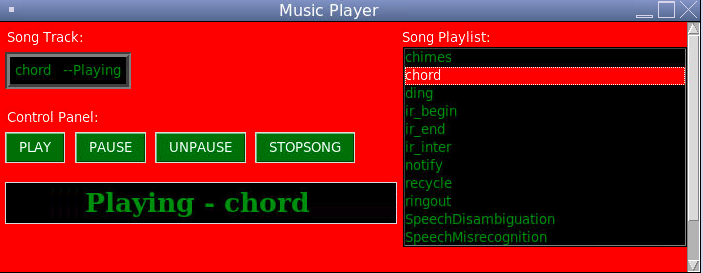 Music Player
Song Track:
chord --Playing
Control Panel:
PLAY PAUSE UNPAUSE STOPSONG
Playing - chord
Song Playlist:
chimes
chord
ding
ir_begin
ir_end
ir_inter
notify
recycle
ringout
SpeechDisambiguation
SpeechMisrecognition